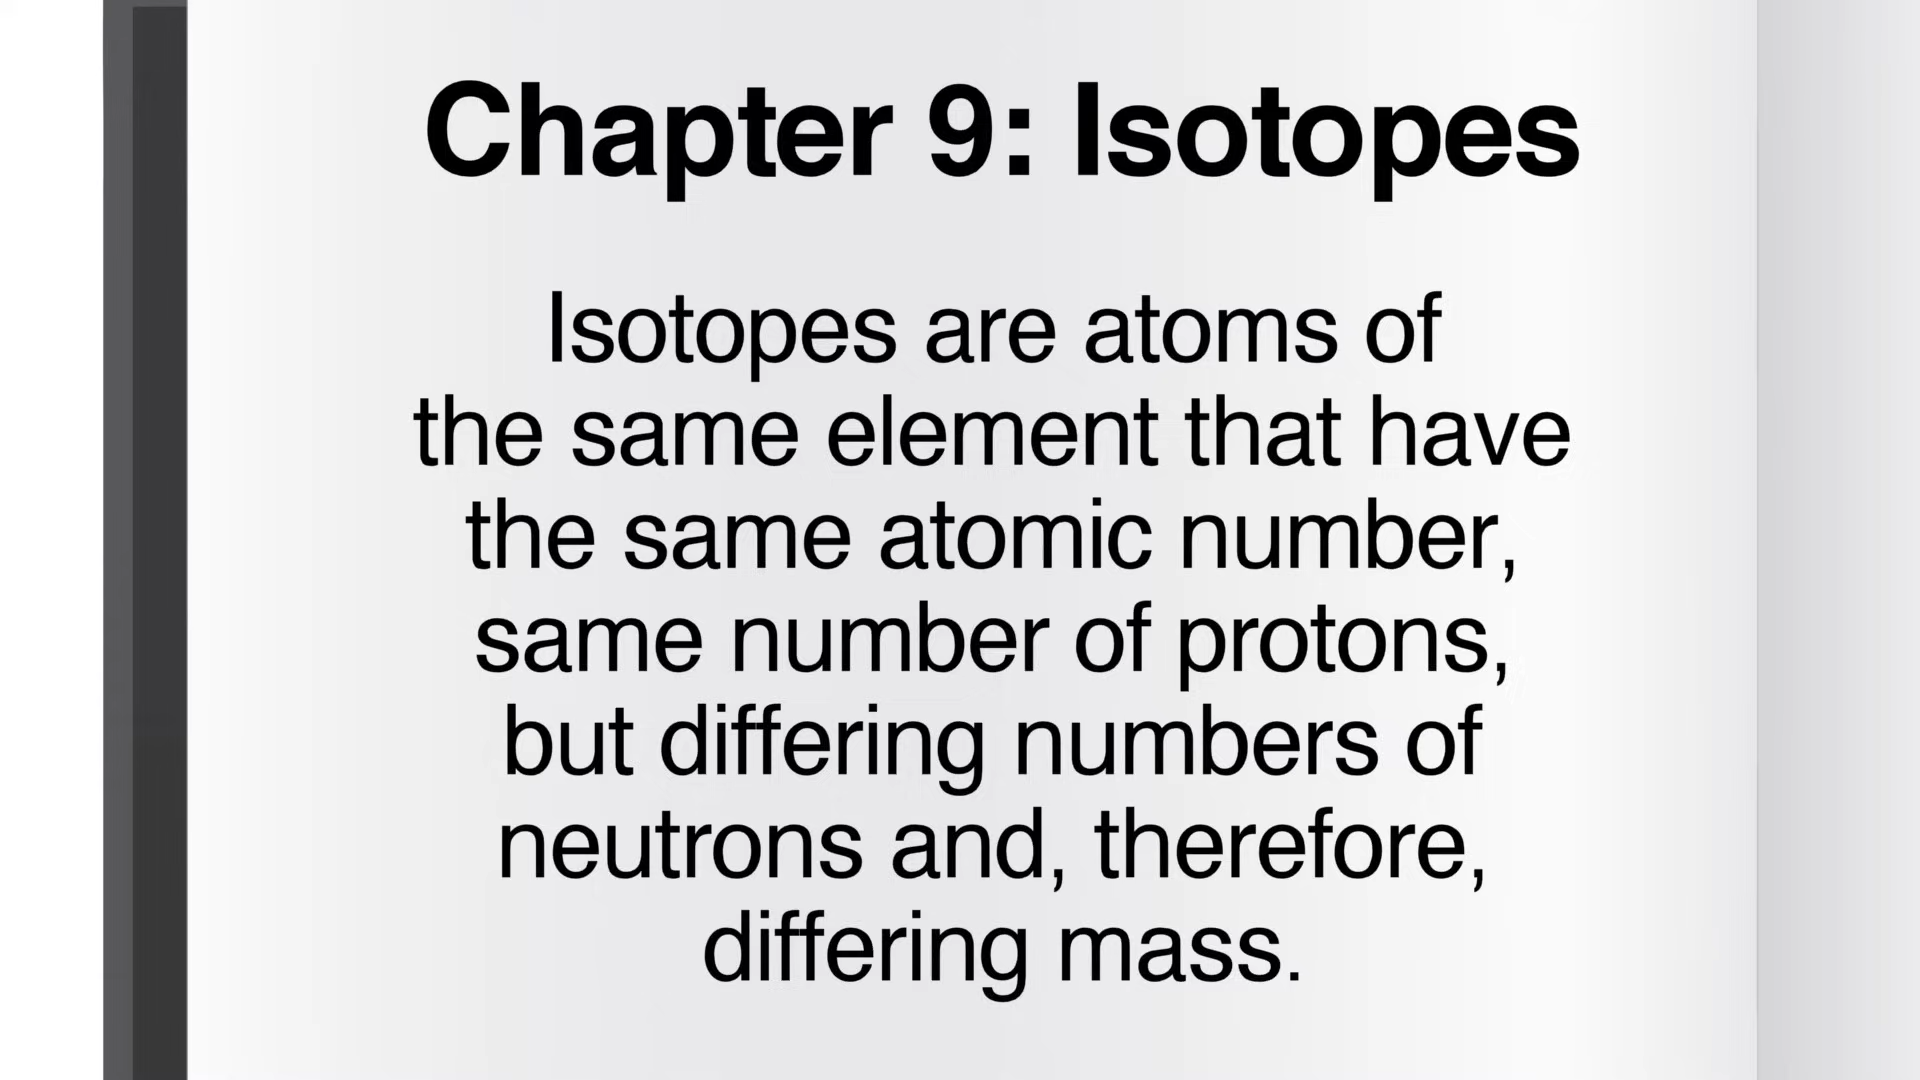 Chapter 9: Isotopes
Isotopes are atoms of
the same element that have
the same atomic number,
same number of protons,
but differing numbers of
neutrons and, therefore,
differing mass.